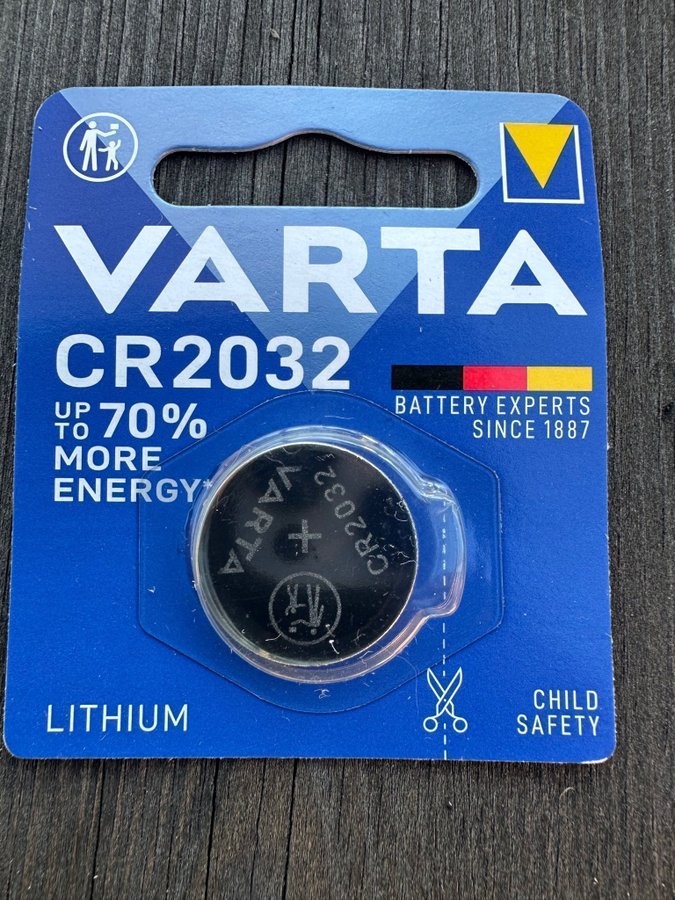 VARTA
CR2032
UP TO 70%
MORE
ENERGY*
BATTERY EXPERTS
SINCE 1887
VARTA
CR2032
+
LITHIUM
CHILD
SAFETY